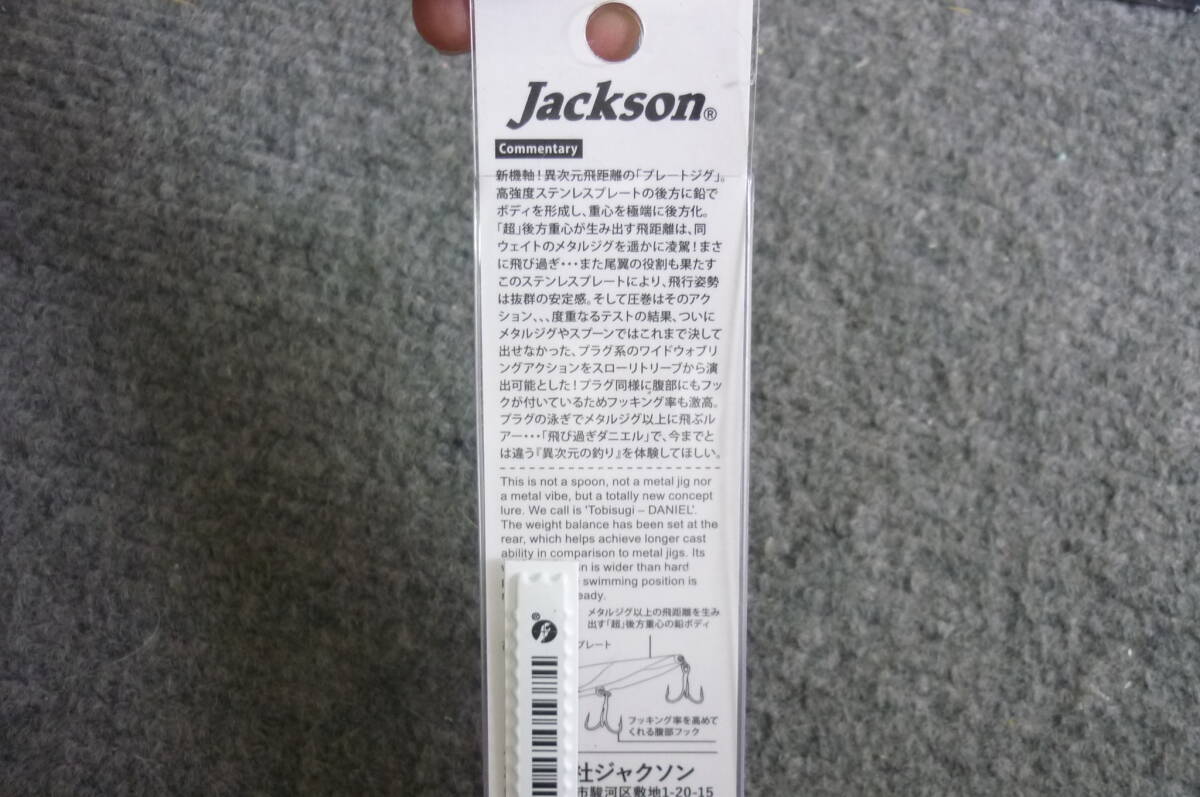 Jackson®
Commentary
新機軸！異次元飛距離の「プレートジグ」。
高強度ステンレスプレートの後方に鉛で
ボディを形成し、重心を極端に後方化。
「超」後方重心が生み出す飛距離は、同
ウェイトのメタルジグを遥かに凌駕！まさ
に飛び過ぎ・・・また尾翼の役割も果たす
このステンレスプレートにより、飛行姿勢
は抜群の安定感。そして圧巻はそのアク
ション、、、度重なるテストの結果、ついに
メタルジグやスプーンではこれまで決して
出せなかった、プラグ系のワイドウォブリ
ングアクションをスローリトリーブから演
出可能とした！プラグ同様に腹部にもフッ
クが付いているためフッキング率も激高。
プラグの泳ぎでメタルジグ以上に飛ぶル
アー・・・「飛び過ぎダニエル」で、今までと
は違う『異次元の釣り』を体験してほしい。
This is not a spoon, not a metal jig nor
a metal vibe, but a totally new concept
lure. We call is 'Tobisugi – DANIEL'.
The weight balance has been set at the
rear, which helps achieve longer cast
ability in comparison to metal jigs. Its
n is wider than hard
swimming position is
eady.
メタルジグ以上の飛距離を生み
出す「超」後方重心の鉛ボディ
プレート
フッキング率を高めて
くれる腹部フック
社ジャクソン
市駿河区敷地1-20-15